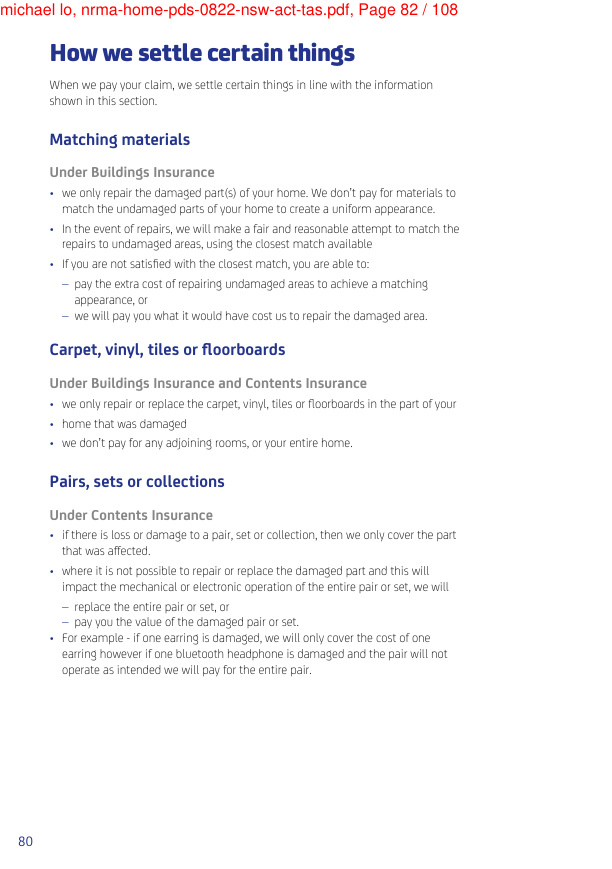 michael lo, nrma-home-pds-0822-nsw-act-tas.pdf, Page 82 / 108
How we settle certain things
When we pay your claim, we settle certain things in line with the information
shown in this section.
Matching materials
Under Buildings Insurance
• we only repair the damaged part(s) of your home. We don't pay for materials to
match the undamaged parts of your home to create a uniform appearance.
• In the event of repairs, we will make a fair and reasonable attempt to match the
repairs to undamaged areas, using the closest match available
• If you are not satisfied with the closest match, you are able to:
– pay the extra cost of repairing undamaged areas to achieve a matching
appearance, or
– we will pay you what it would have cost us to repair the damaged area.
Carpet, vinyl, tiles or floorboards
Under Buildings Insurance and Contents Insurance
• we only repair or replace the carpet, vinyl, tiles or floorboards in the part of your
• home that was damaged
• we don't pay for any adjoining rooms, or your entire home.
Pairs, sets or collections
Under Contents Insurance
• if there is loss or damage to a pair, set or collection, then we only cover the part
that was affected.
• where it is not possible to repair or replace the damaged part and this will
impact the mechanical or electronic operation of the entire pair or set, we will
– replace the entire pair or set, or
– pay you the value of the damaged pair or set.
• For example - if one earring is damaged, we will only cover the cost of one
earring however if one bluetooth headphone is damaged and the pair will not
operate as intended we will pay for the entire pair.
80